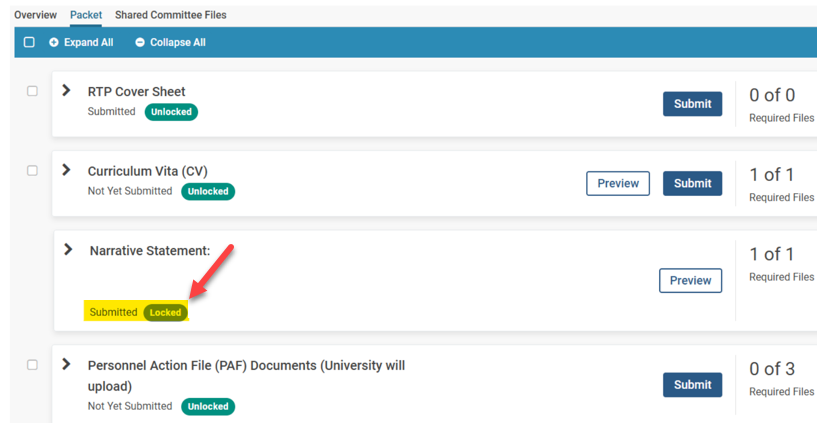 Overview Packet Shared Committee Files
Expand All Collapse All
RTP Cover Sheet
Submitted Unlocked
Submit
0 of 0
Required Files
Curriculum Vita (CV)
Not Yet Submitted Unlocked
Preview Submit
1 of 1
Required Files
Narrative Statement:
Submitted Locked
Preview
1 of 1
Required Files
Personnel Action File (PAF) Documents (University will
upload)
Not Yet Submitted Unlocked
Submit
0 of 3
Required Files